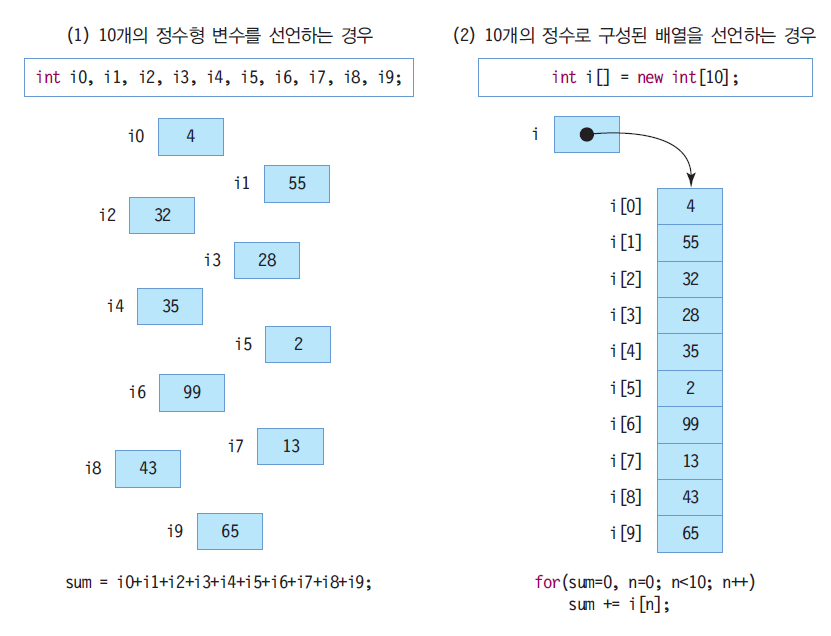 (1) 10개의 정수형 변수를 선언하는 경우
int i0, i1, i2, i3, i4, i5, i6, i7, i8, i9;
i0 4
i1 55
i2 32
i3 28
i4 35
i5 2
i6 99
i7 13
i8 43
i9 65
sum = i0+i1+i2+i3+i4+i5+i6+i7+i8+i9;
(2) 10개의 정수로 구성된 배열을 선언하는 경우
int i[] = new int[10];
i
i[0] 4
i[1] 55
i[2] 32
i[3] 28
i[4] 35
i[5] 2
i[6] 99
i[7] 13
i[8] 43
i[9] 65
for(sum=0, n=0; n<10; n++)
sum += i[n];